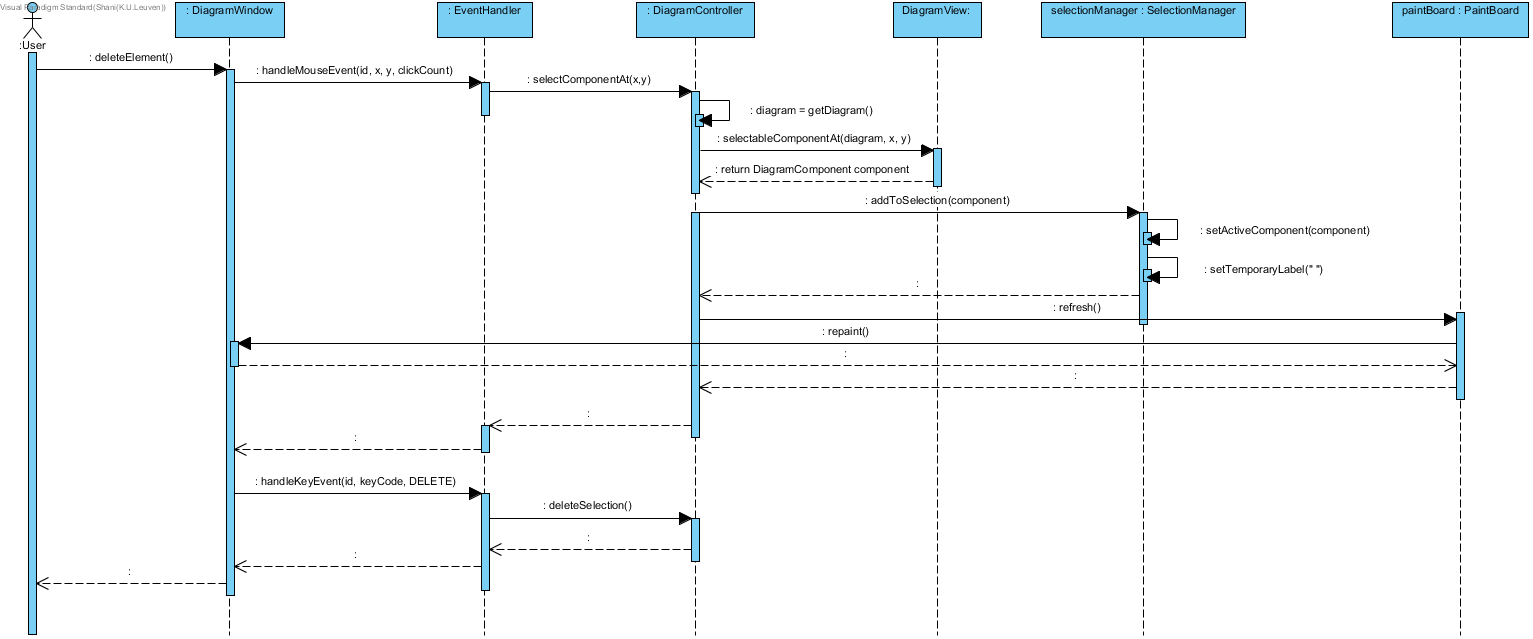 Visual Paradigm Standard(Shani(K.U.Leuven))
:User
: DiagramWindow
: EventHandler
: DiagramController
DiagramView:
selectionManager : SelectionManager
paintBoard : PaintBoard
: deleteElement()
: handleMouseEvent(id, x, y, clickCount)
: selectComponentAt(x,y)
: diagram = getDiagram()
: selectableComponentAt(diagram, x, y)
: return DiagramComponent component
: addToSelection(component)
: setActiveComponent(component)
: setTemporaryLabel(" ")
:
: refresh()
: repaint()
:
:
:
:
: handleKeyEvent(id, keyCode, DELETE)
: deleteSelection()
:
:
: